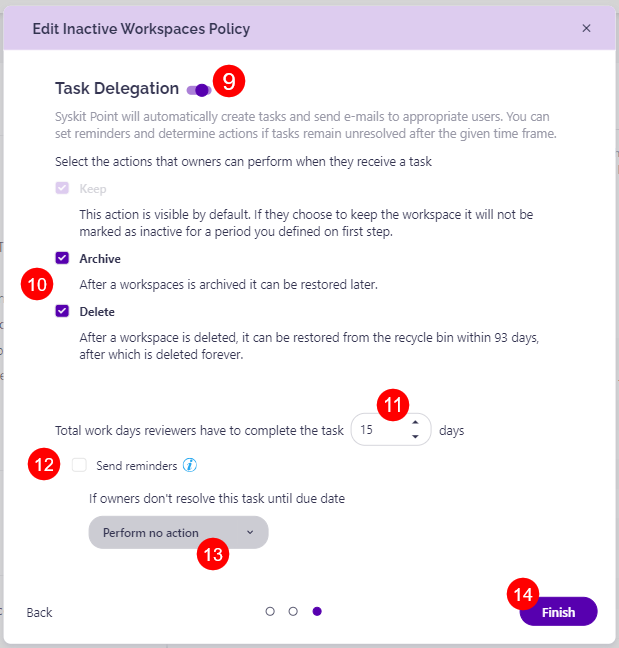 Edit Inactive Workspaces Policy
Task Delegation 9
Syskit Point will automatically create tasks and send e-mails to appropriate users. You can
set reminders and determine actions if tasks remain unresolved after the given time frame.
Select the actions that owners can perform when they receive a task
Keep
This action is visible by default. If they choose to keep the workspace it will not be
marked as inactive for a period you defined on first step.
Archive
10 After a workspaces is archived it can be restored later.
Delete
After a workspace is deleted, it can be restored from the recycle bin within 93 days,
after which is deleted forever.
11
Total work days reviewers have to complete the task 15 days
12 Send reminders i
If owners don't resolve this task until due date
Perform no action
13
14
Back Finish